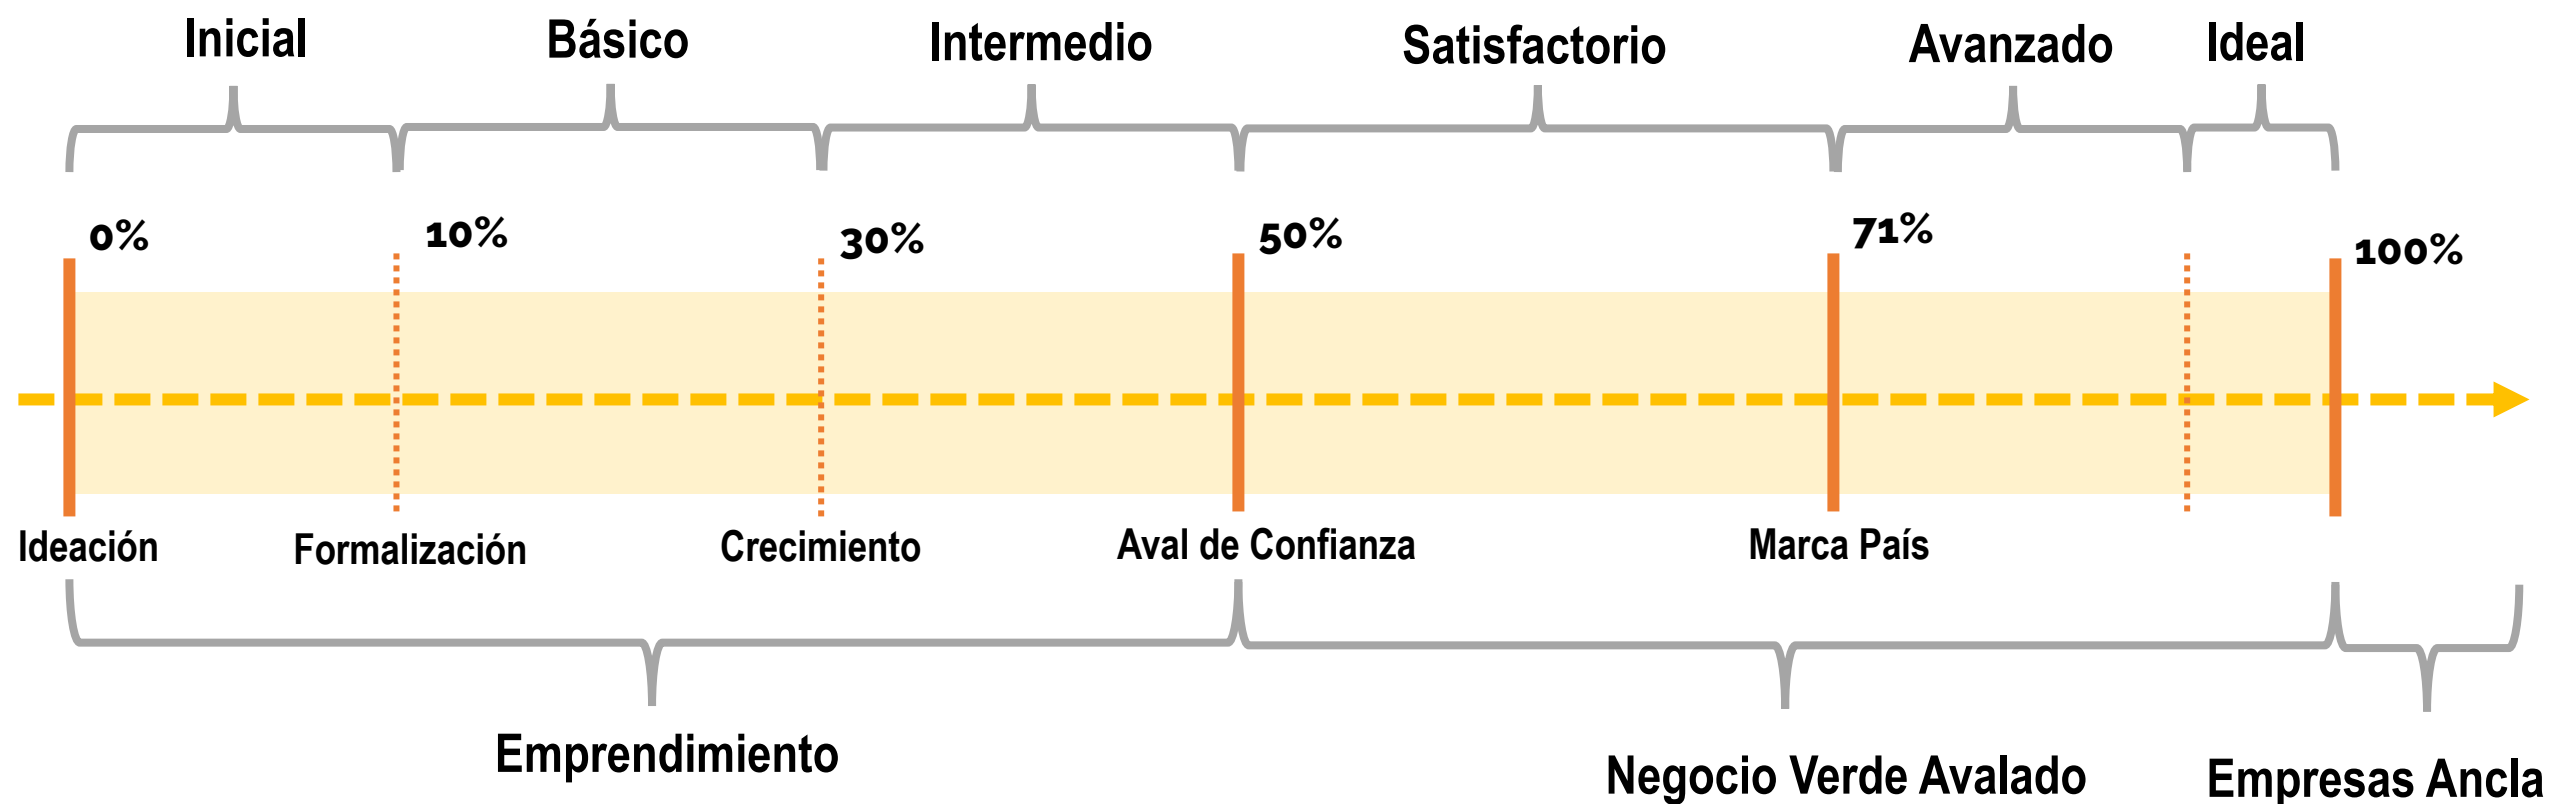 Inicial
Básico
Intermedio
Satisfactorio
Avanzado
Ideal
0%
10%
30%
50%
71%
100%
Ideación
Formalización
Crecimiento
Aval de Confianza
Marca País
Emprendimiento
Negocio Verde Avalado
Empresas Ancla